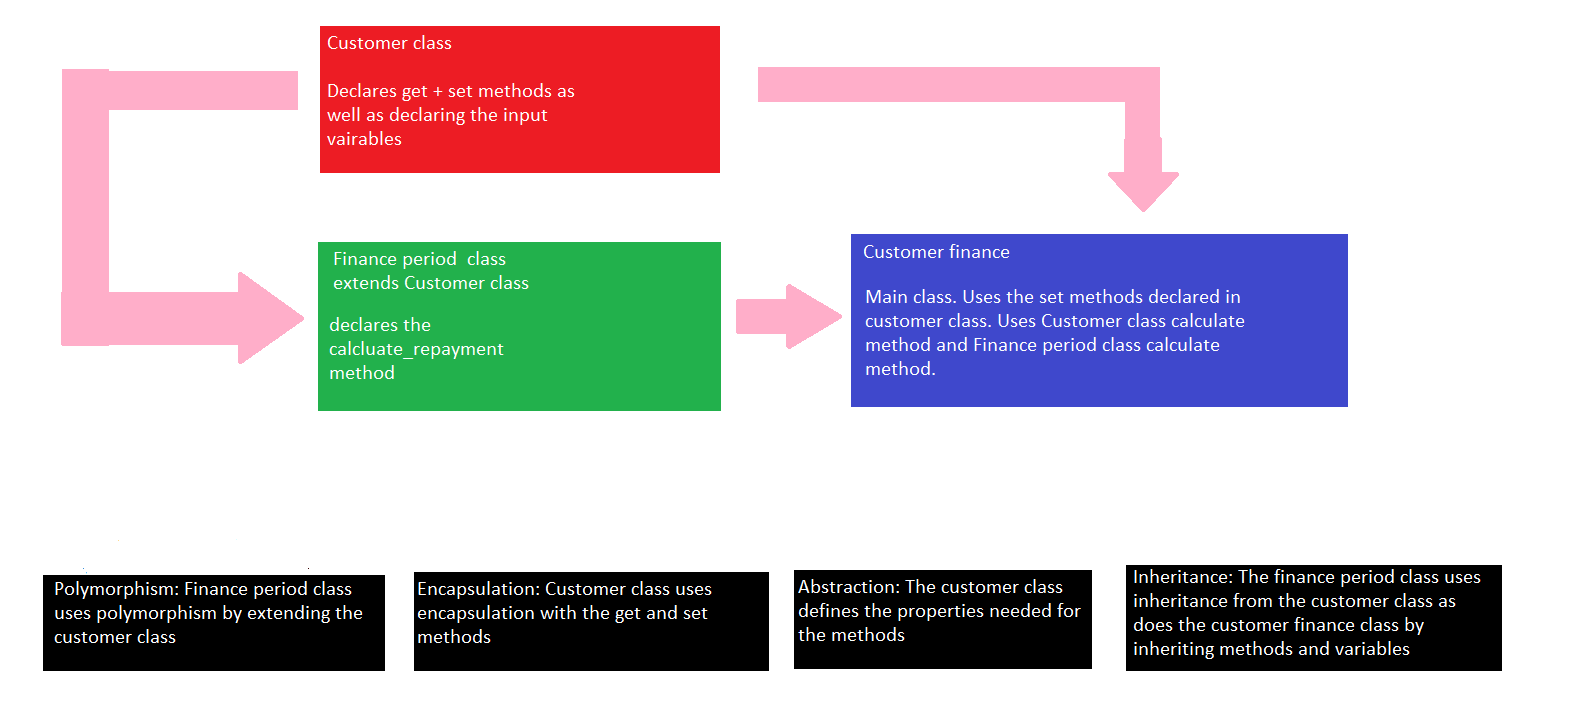 Customer class
Declares get + set methods as
well as declaring the input
vairables
Finance period  class
extends Customer class
declares the
calcluate_repayment
method
Customer finance
Main class. Uses the set methods declared in
customer class. Uses Customer class calculate
method and Finance period class calculate
method.
Polymorphism: Finance period class
uses polymorphism by extending the
customer class
Encapsulation: Customer class uses
encapsulation with the get and set
methods
Abstraction: The customer class
defines the properties needed for
the methods
Inheritance: The finance period class uses
inheritance from the customer class as
does the customer finance class by
inheriting methods and variables